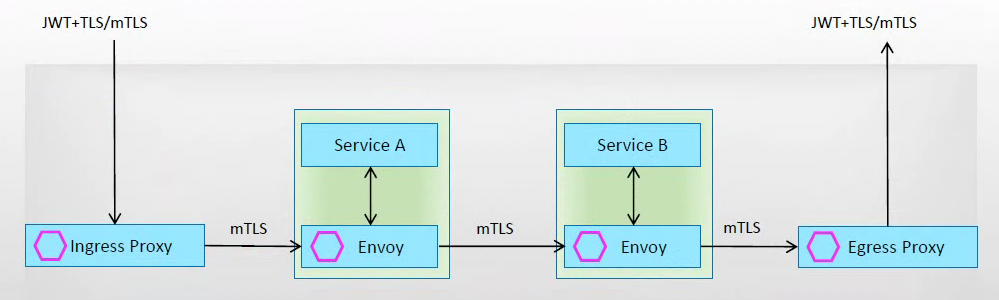 JWT+TLS/mTLS
JWT+TLS/mTLS
Service A
Service B
Ingress Proxy
mTLS
Envoy
mTLS
Envoy
mTLS
Egress Proxy